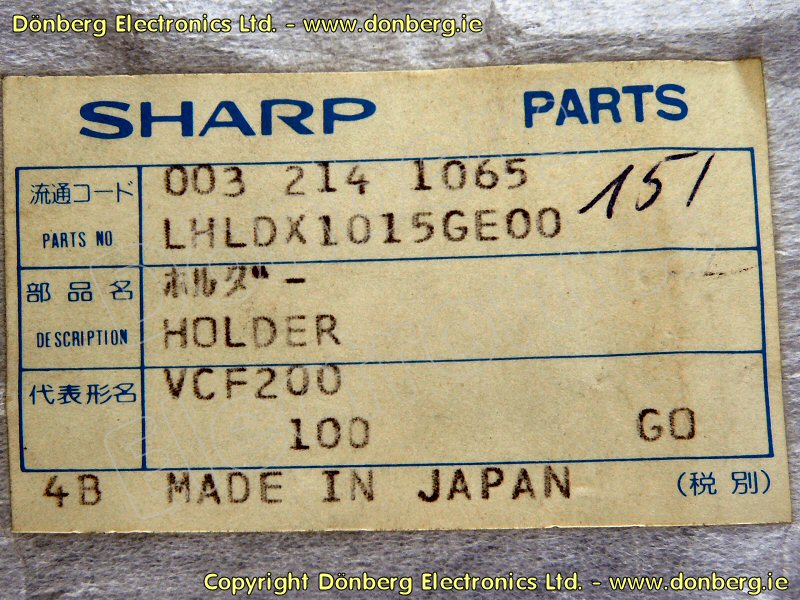 Dönberg Electronics Ltd. - www.donberg.ie
SHARP PARTS
流通コード 003 214 1065
151
PARTS NO LHLDX1015GE00
部品名 ホルダー
DESCRIPTION HOLDER
代表形名 VCF200
100 GO
4B MADE IN JAPAN (税別)
Copyright Dönberg Electronics Ltd. - www.donberg.ie